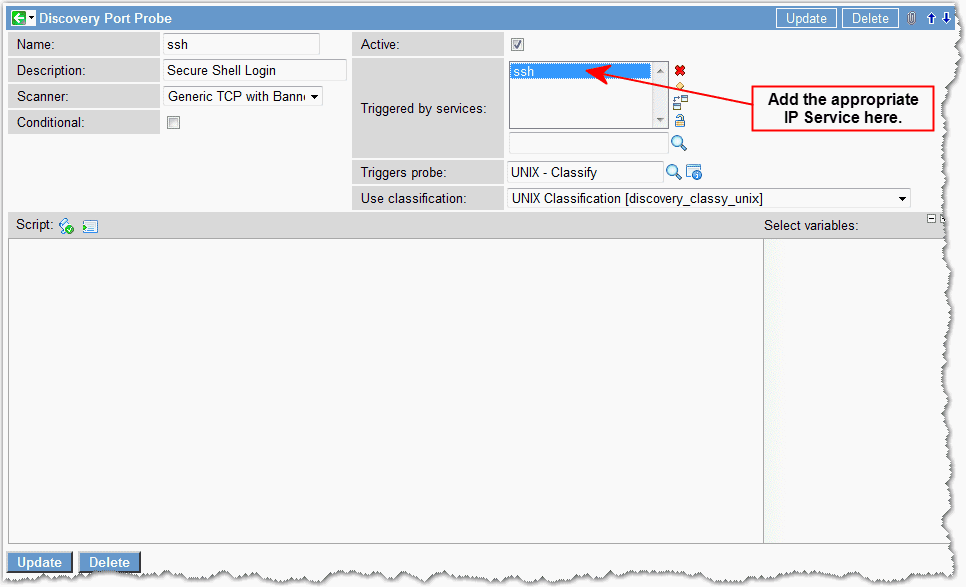 Discovery Port Probe
Update
Delete
Name:
ssh
Active:
Description:
Secure Shell Login
Triggered by services:
ssh
Add the appropriate
IP Service here.
Scanner:
Generic TCP with Bann
Conditional:
Triggers probe:
UNIX - Classify
Use classification:
UNIX Classification [discovery_classy_unix]
Script:
Select variables:
Update
Delete